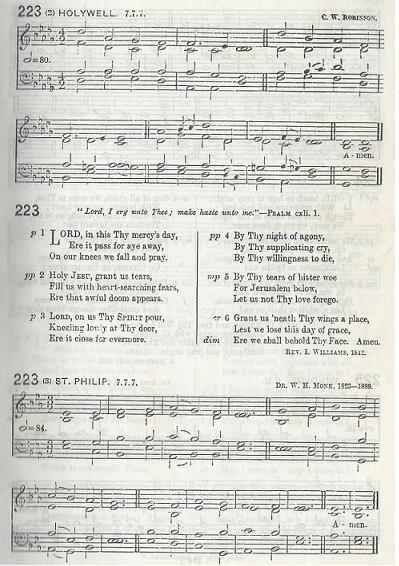 223 (2) HOLYWELL. 7.7.7.
C. W. ROBINSON.
=80.
A - men.
223 "Lord, I cry unto Thee; make haste unto me."—PSALM cxli. 1.
p 1 LORD, in this Thy mercy's day,
Ere it pass for aye away,
On our knees we fall and pray.
pp 2 Holy JESU, grant us tears,
Fill us with heart-searching fears,
Ere that awful doom appears.
p 3 LORD, on us Thy SPIRIT pour,
Kneeling lowly at Thy door,
Ere it close for evermore.
pp 4 By Thy night of agony,
By Thy supplicating cry,
By Thy willingness to die,
mp 5 By Thy tears of bitter woe
For Jerusalem below,
Let us not Thy love forego.
cr 6 Grant us 'neath Thy wings a place,
Lest we lose this day of grace,
dim Ere we shall behold Thy Face. Amen.
REV. I. WILLIAMS, 1842.
223 (3) ST. PHILIP. 7.7.7.
DR. W. H. MONK, 1823—1889.
=84.
A - men.